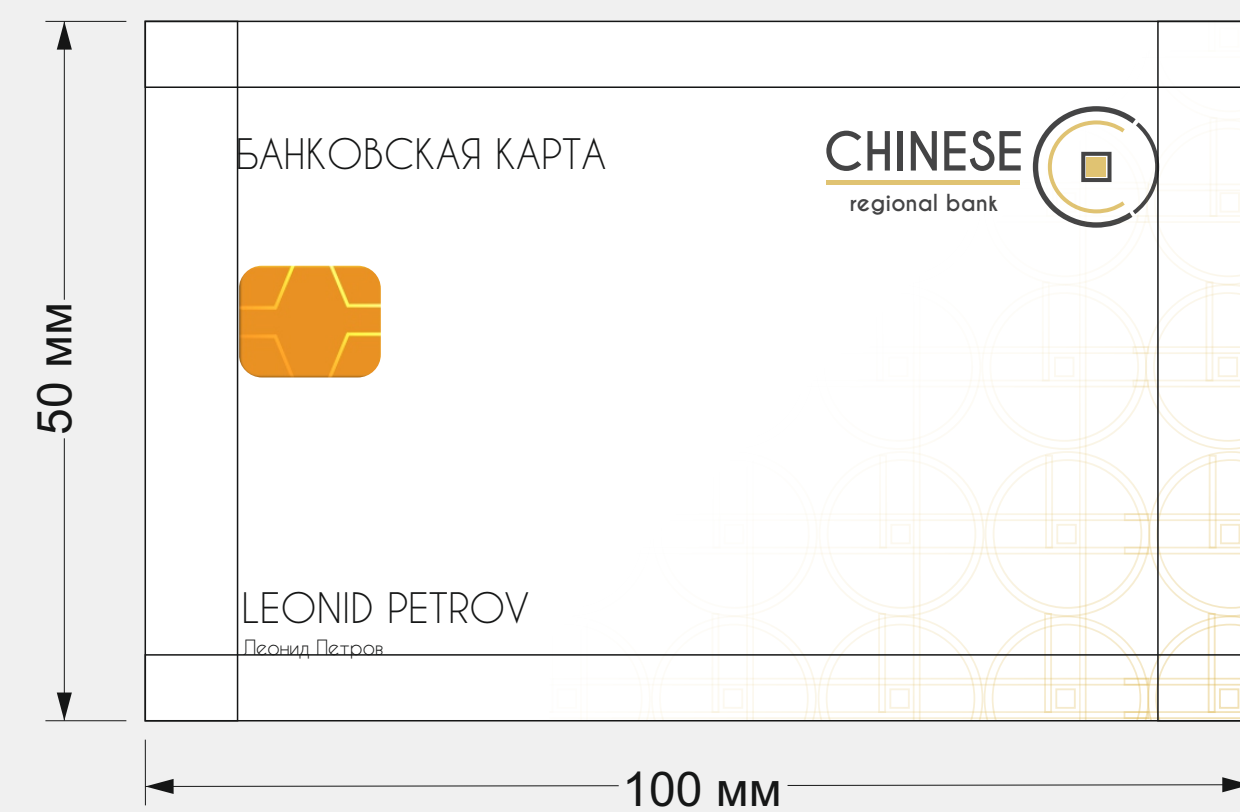 БАНКОВСКАЯ КАРТА
CHINESE
regional bank
50 мм
LEONID PETROV
Леонид Петров
100 мм